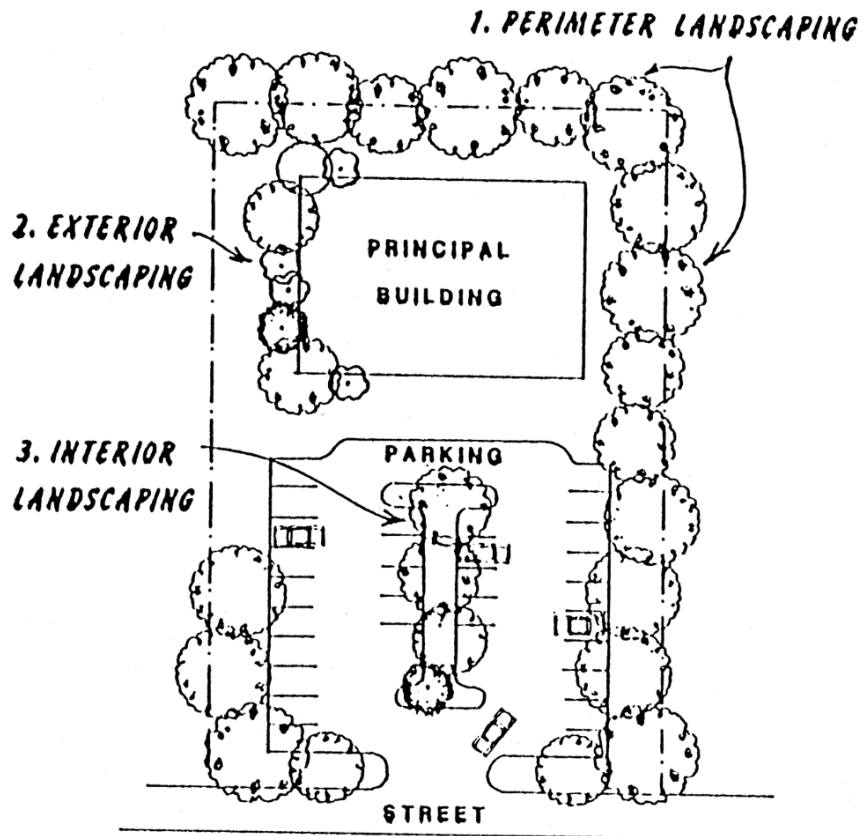 1. PERIMETER LANDSCAPING
2. EXTERIOR
LANDSCAPING
PRINCIPAL
BUILDING
3. INTERIOR
LANDSCAPING
PARKING
STREET